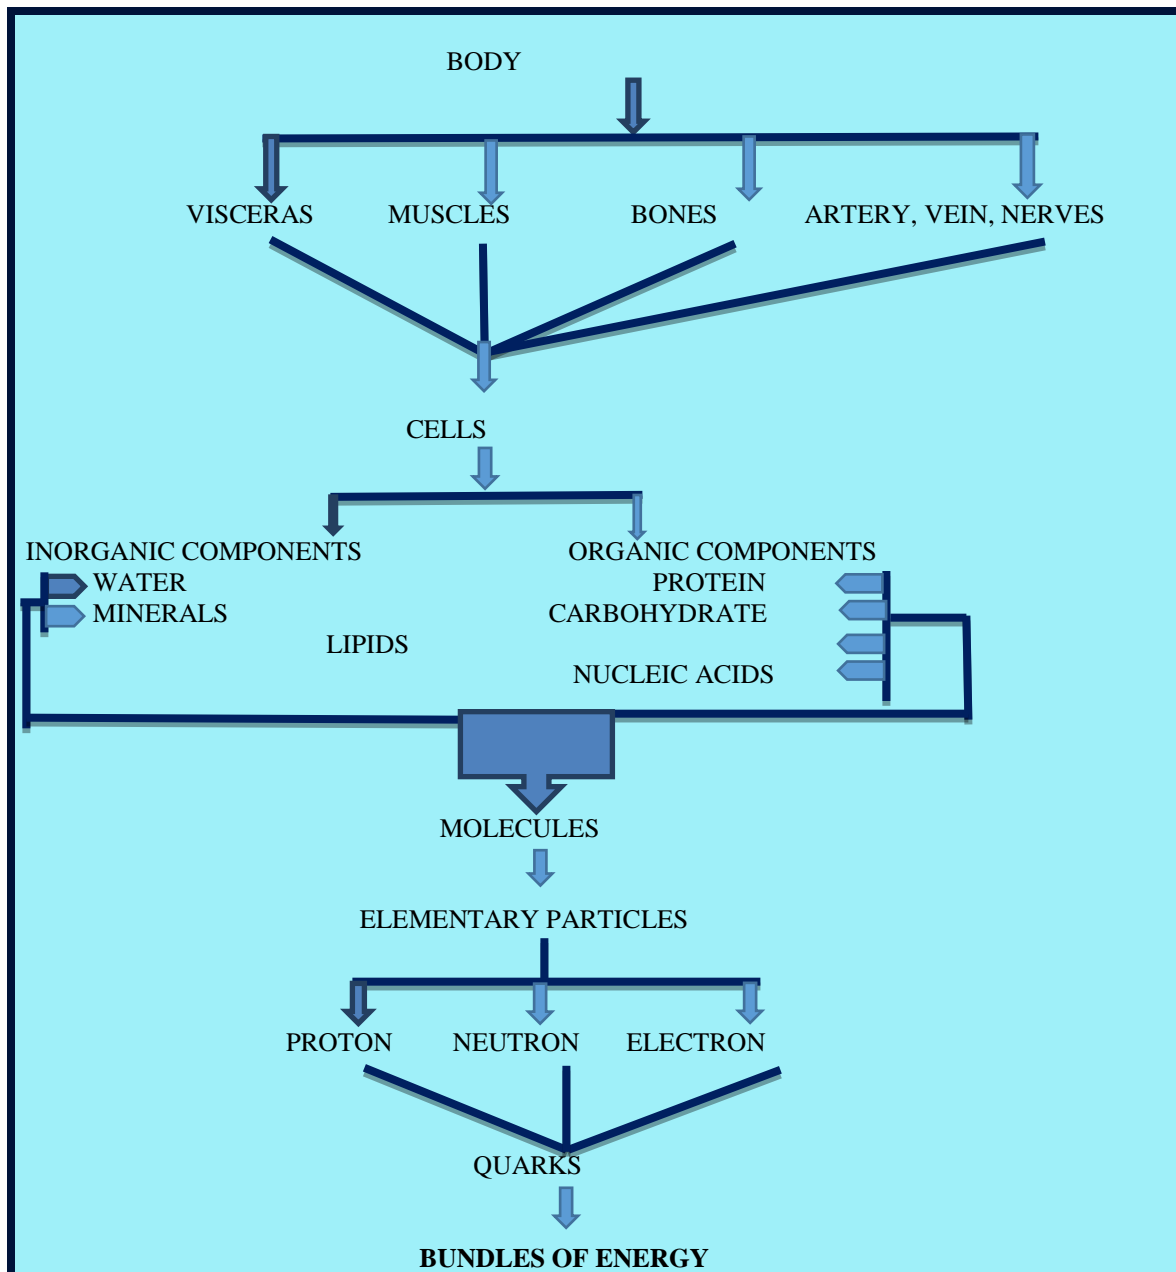 BODY
VISCERAS MUSCLES BONES ARTERY, VEIN, NERVES
CELLS
INORGANIC COMPONENTS ORGANIC COMPONENTS
WATER PROTEIN
MINERALS CARBOHYDRATE
LIPIDS
NUCLEIC ACIDS
MOLECULES
ELEMENTARY PARTICLES
PROTON NEUTRON ELECTRON
QUARKS
BUNDLES OF ENERGY